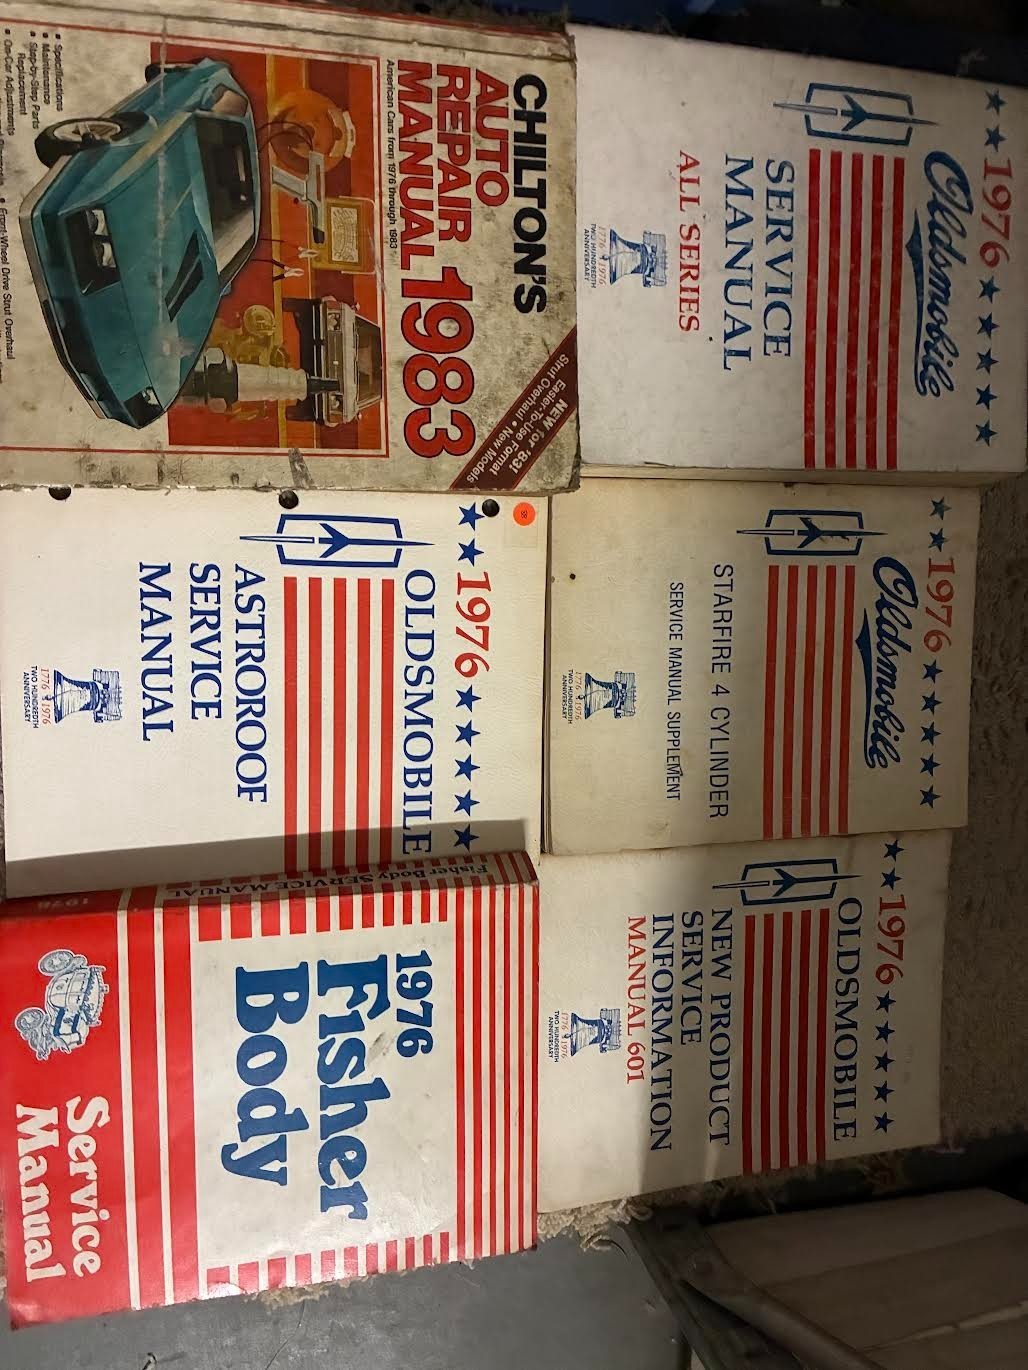 CHILTON'S
AUTO
REPAIR
MANUAL 1983
American Cars from 1976 through 1983
NEW for '83!
Easier-To-Use Format
Strut Overhaul • New Models
• Specifications
• Maintenance
• Step-by-Step Parts
Replacement
• On-Car Adjustments
• Front-Wheel Drive Strut Overhaul
1976
Oldsmobile
SERVICE
MANUAL
ALL SERIES
1776 1976
TWO HUNDREDTH
ANNIVERSARY
1976
OLDSMOBILE
ASTROROOF
SERVICE
MANUAL
1776 1976
TWO HUNDREDTH
ANNIVERSARY
1976
Oldsmobile
STARFIRE 4 CYLINDER
SERVICE MANUAL SUPPLEMENT
1776 1976
TWO HUNDREDTH
ANNIVERSARY
Fisher Body SERVICE MANUAL
1976
1976
Fisher
Body
Service
Manual
1976
OLDSMOBILE
NEW PRODUCT
SERVICE
INFORMATION
MANUAL 601
1776 1976
TWO HUNDREDTH
ANNIVERSARY